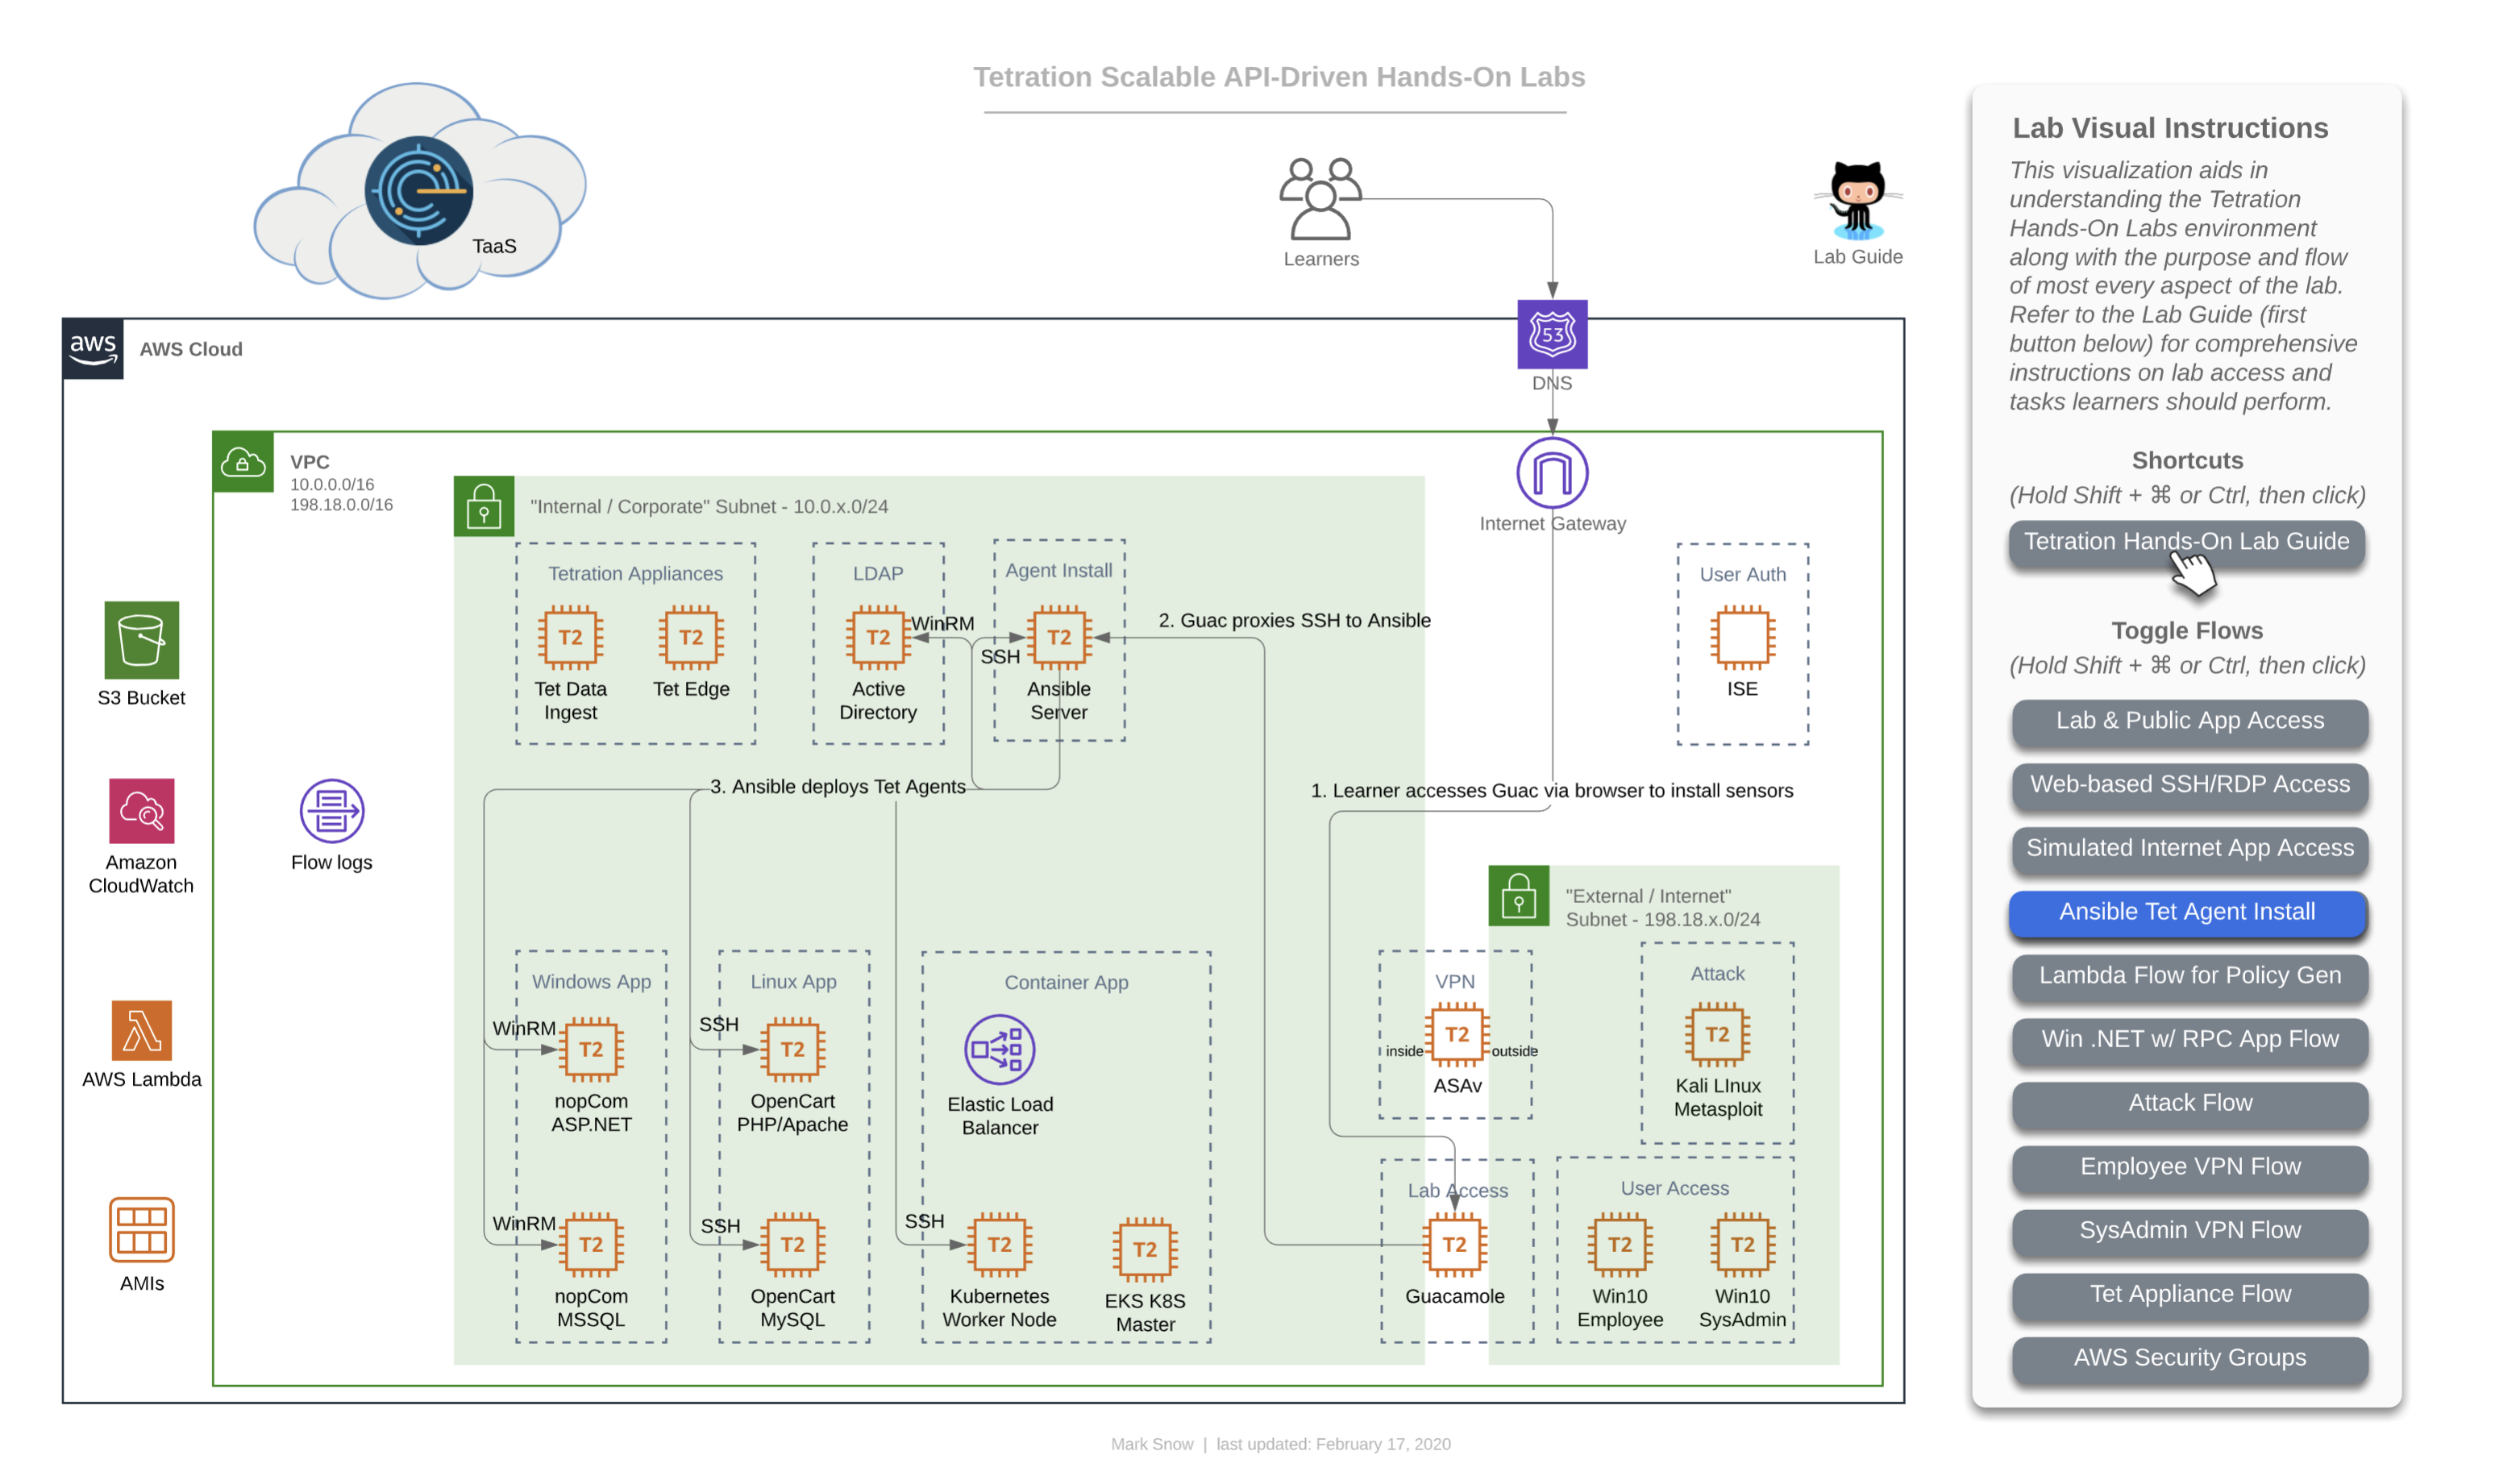 Tetration Scalable API-Driven Hands-On Labs
TaaS
Learners
Lab Guide
aws
AWS Cloud
53
DNS
VPC
10.0.0.0/16
198.18.0.0/16
"Internal / Corporate" Subnet - 10.0.x.0/24
Internet Gateway
Tetration Appliances
LDAP
Agent Install
User Auth
T2
T2
T2
WinRM
SSH
T2
2. Guac proxies SSH to Ansible
Tet Data
Ingest
Tet Edge
Active
Directory
Ansible
Server
ISE
S3 Bucket
3. Ansible deploys Tet Agents
1. Learner accesses Guac via browser to install sensors
Amazon
CloudWatch
Flow logs
"External / Internet"
Subnet - 198.18.x.0/24
Windows App
Linux App
Container App
VPN
Attack
WinRM
T2
SSH
T2
T2
T2
inside
outside
nopCom
ASP.NET
OpenCart
PHP/Apache
Elastic Load
Balancer
ASAv
Kali LInux
Metasploit
AWS Lambda
Lab Access
User Access
WinRM
T2
SSH
T2
SSH
T2
T2
T2
T2
T2
nopCom
MSSQL
OpenCart
MySQL
Kubernetes
Worker Node
EKS K8S
Master
Guacamole
Win10
Employee
Win10
SysAdmin
AMIs
Lab Visual Instructions
This visualization aids in
understanding the Tetration
Hands-On Labs environment
along with the purpose and flow
of most every aspect of the lab.
Refer to the Lab Guide (first
button below) for comprehensive
instructions on lab access and
tasks learners should perform.
Shortcuts
(Hold Shift + ⌘ or Ctrl, then click)
Tetration Hands-On Lab Guide
Toggle Flows
(Hold Shift + ⌘ or Ctrl, then click)
Lab & Public App Access
Web-based SSH/RDP Access
Simulated Internet App Access
Ansible Tet Agent Install
Lambda Flow for Policy Gen
Win .NET w/ RPC App Flow
Attack Flow
Employee VPN Flow
SysAdmin VPN Flow
Tet Appliance Flow
AWS Security Groups
Mark Snow | last updated: February 17, 2020